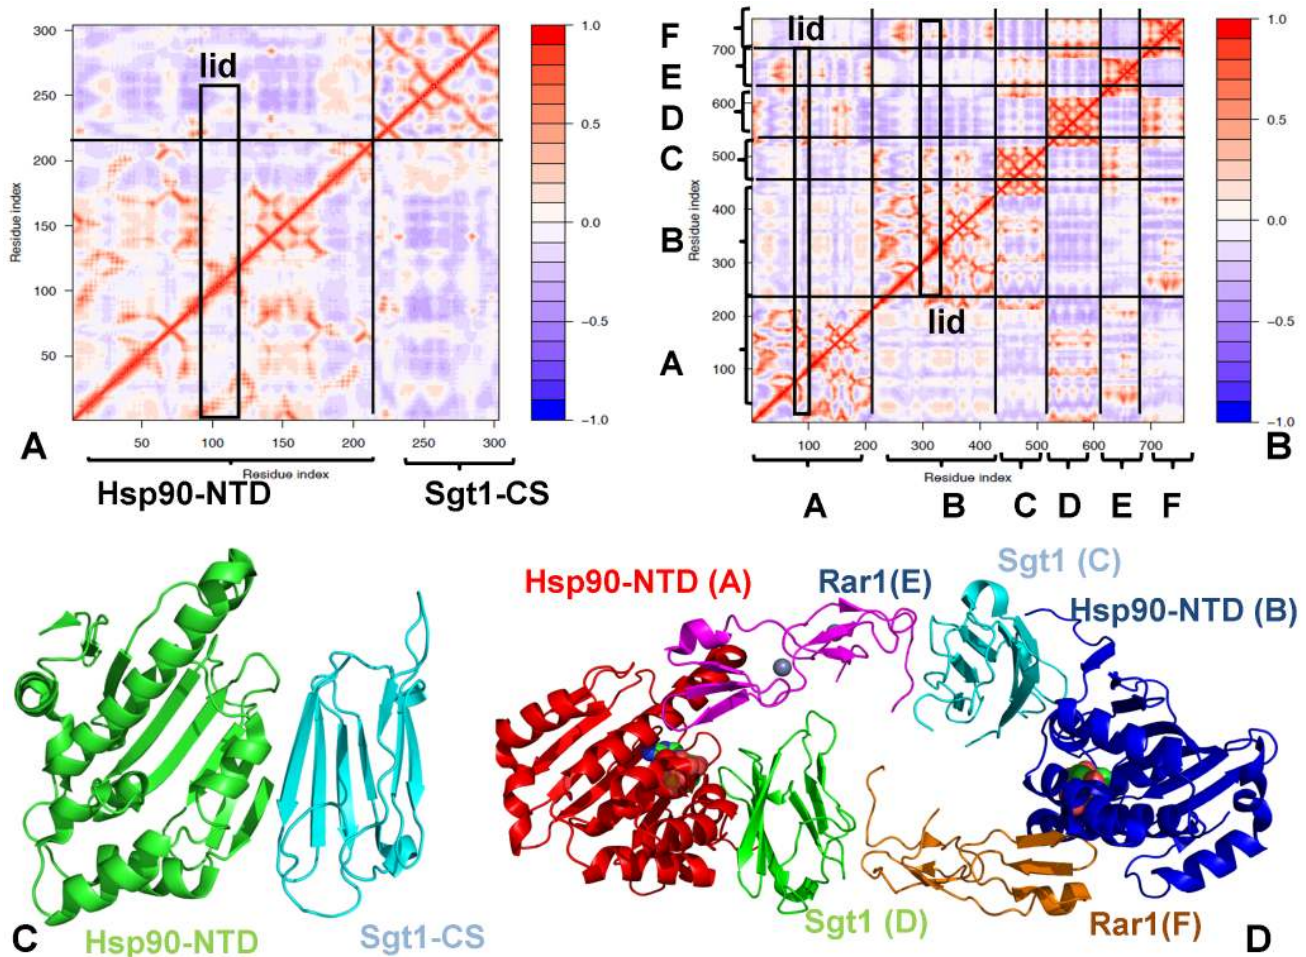 300
250
200
150
100
50
Residue index
lid
50
100
150
200
250
300
Residue index
1.0
0.5
0.0
−0.5
−1.0
A
Hsp90-NTD
Sgt1-CS
F
E
D
C
B
A
700
600
500
400
300
200
100
Residue index
lid
lid
100
200
300
400
500
600
700
Residue index
A
B
C
D
E
F
1.0
0.5
0.0
−0.5
−1.0
B
C
Hsp90-NTD
Sgt1-CS
Hsp90-NTD (A)
Rar1(E)
Sgt1 (C)
Hsp90-NTD (B)
Sgt1 (D)
Rar1(F)
D